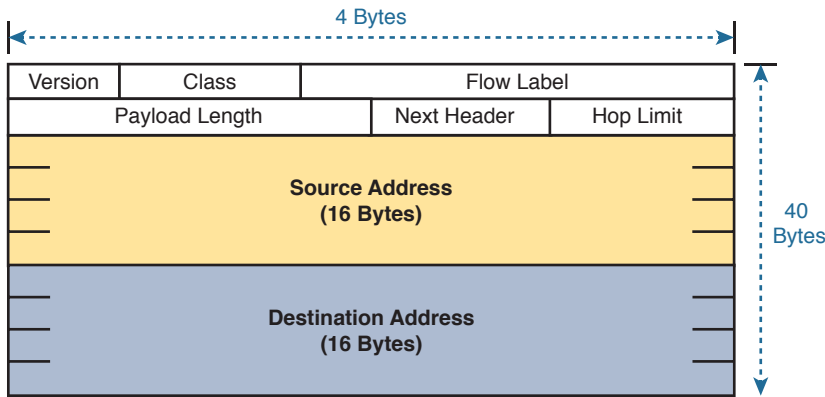 4 Bytes
Version Class Flow Label
Payload Length Next Header Hop Limit
Source Address
(16 Bytes)
40
Bytes
Destination Address
(16 Bytes)